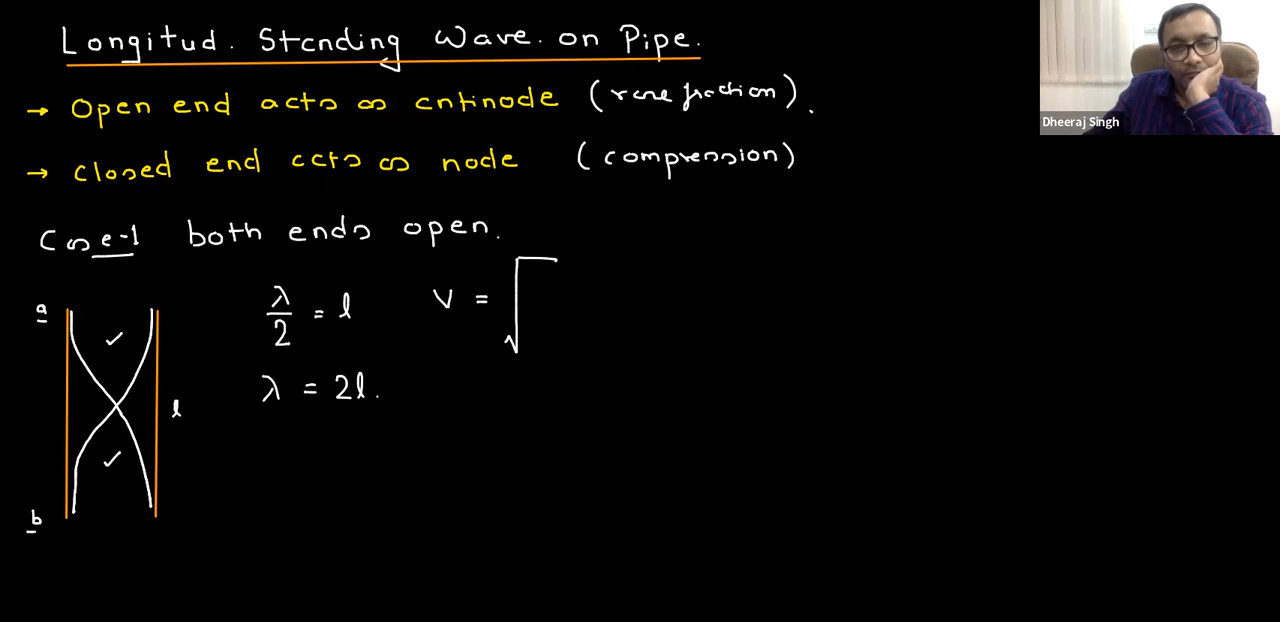 Longitud. Standing Wave. on Pipe.
→ Open end acts as antinode (rarefraction).
→ closed end acts as node (compression)
Case-1 both ends open.
a
λ/2 = l
V = √
λ = 2l.
l
b
Dheeraj Singh